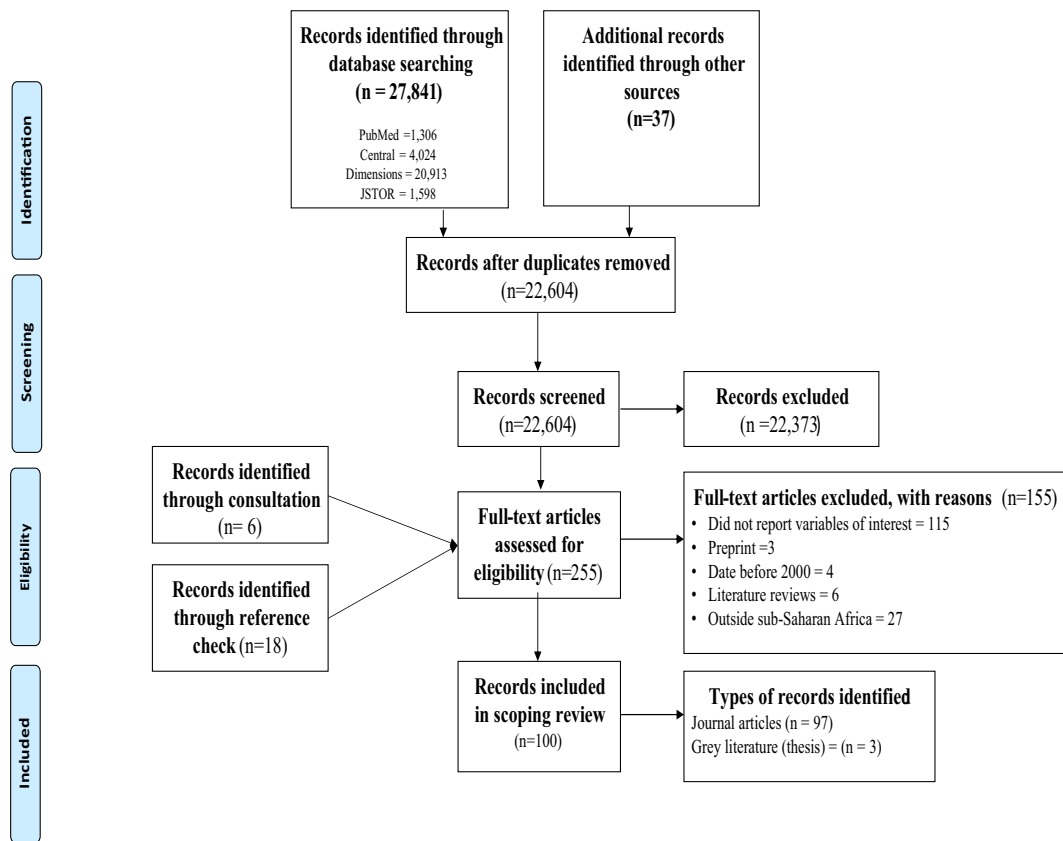 Records identified through
database searching
(n = 27,841)
PubMed =1,306
Central = 4,024
Dimensions = 20,913
JSTOR = 1,598
Additional records
identified through other
sources
(n=37)
Identification
Records after duplicates removed
(n=22,604)
Screening
Records screened
(n=22,604)
Records excluded
(n =22,373)
Records identified
through consultation
(n= 6)
Records identified
through reference
check (n=18)
Eligibility
Full-text articles
assessed for
eligibility (n=255)
Full-text articles excluded, with reasons (n=155)
• Did not report variables of interest = 115
• Preprint =3
• Date before 2000 = 4
• Literature reviews = 6
• Outside sub-Saharan Africa = 27
Included
Records included
in scoping review
(n=100)
Types of records identified
Journal articles (n = 97)
Grey literature (thesis) = (n = 3)